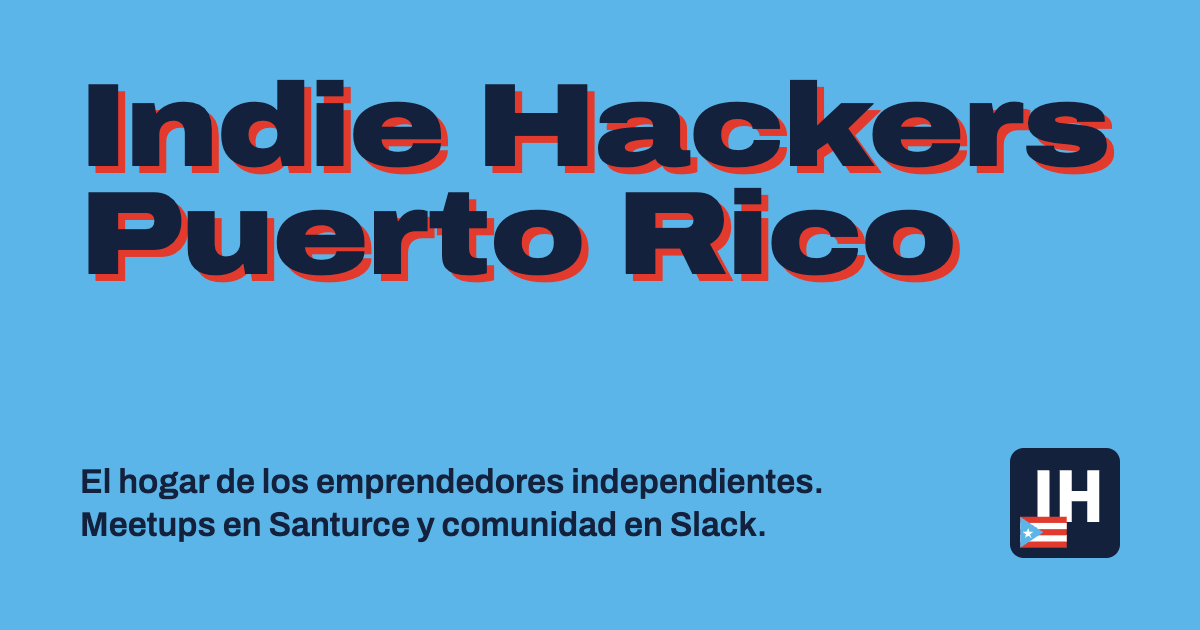 Indie Hackers
Puerto Rico
El hogar de los emprendedores independientes.
Meetups en Santurce y comunidad en Slack.
IH